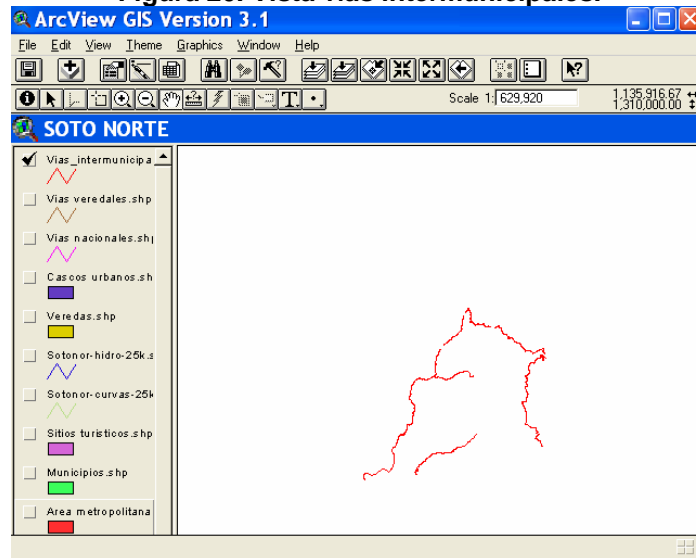 Figura 20. Vista vías intermunicipales.
ArcView GIS Version 3.1
File Edit View Theme Graphics Window Help
Scale 1: 629,920
1,135,916.67
1,310,000.00
SOTO NORTE
Vias_intermunicipa
Vias veredales.shp
Vias nacionales.sh
Cascos urbanos.sh
Veredas.shp
Sotonor-hidro-25k.s
Sotonor-curvas-25k
Sitios turisticos.shp
Municipios.shp
Area metropolitana